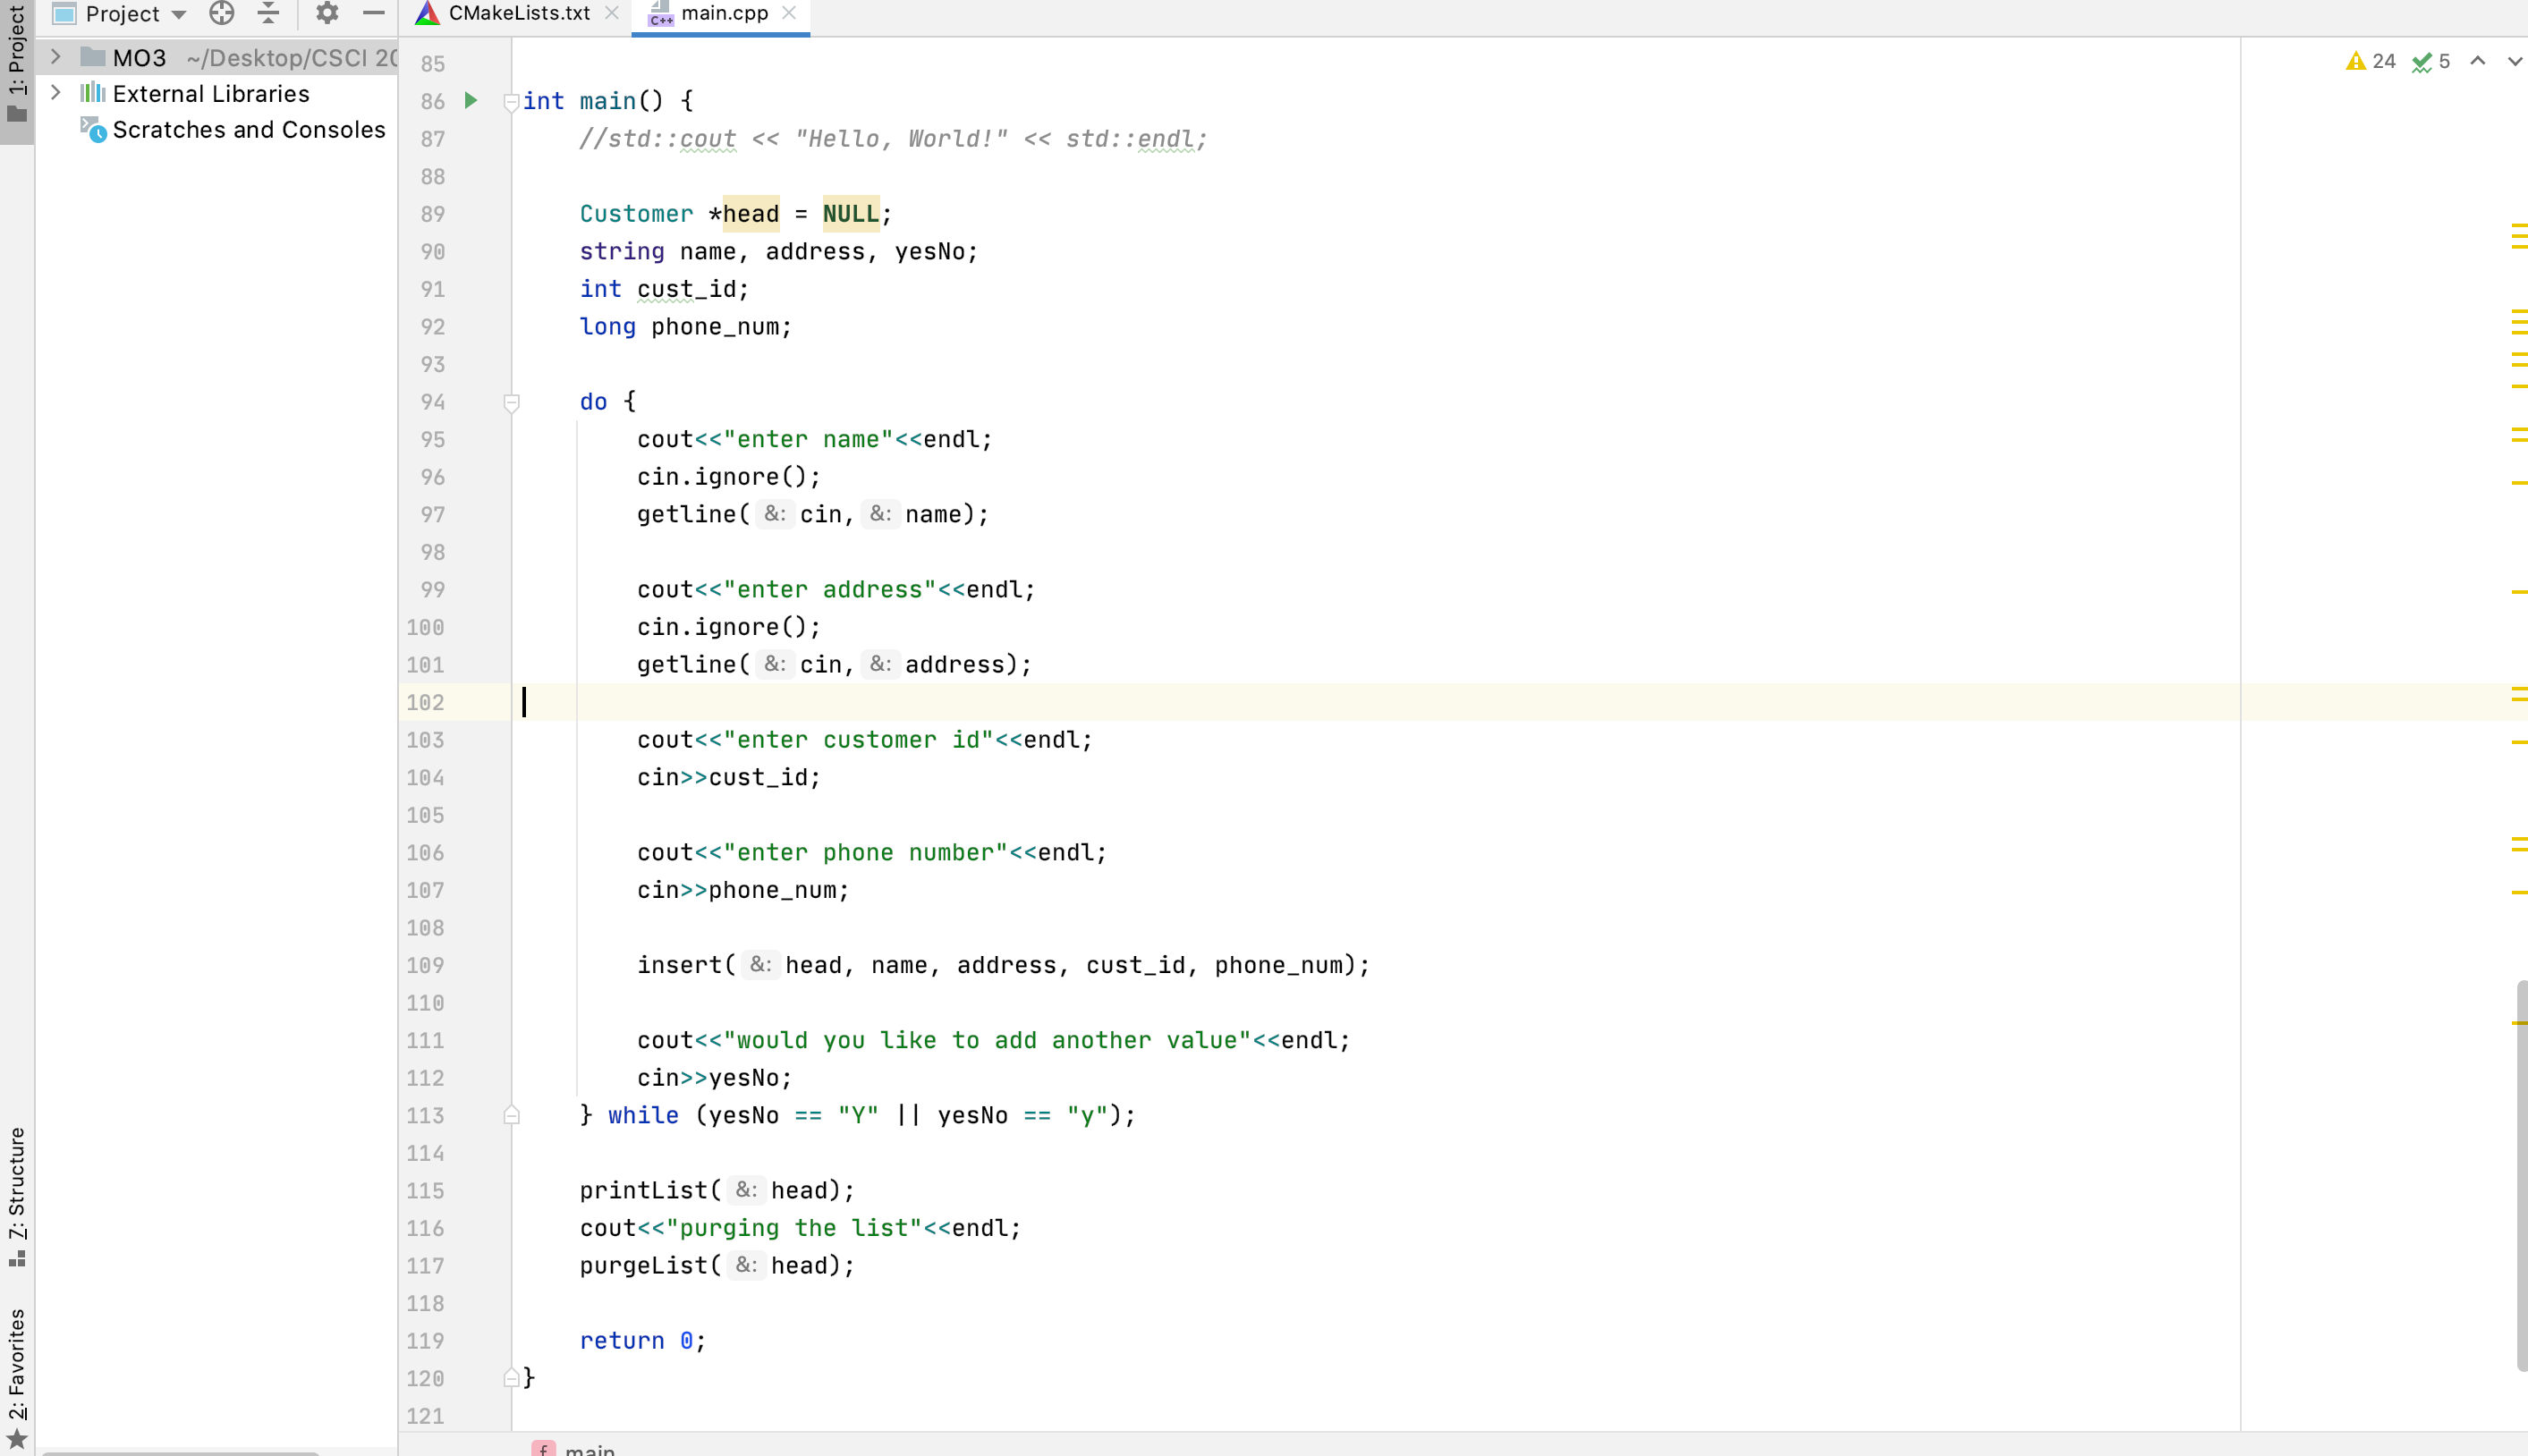 1: Project
7: Structure
2: Favorites
Project
MO3 ~/Desktop/CSCI 20
External Libraries
Scratches and Consoles
CMakeLists.txt
C++ main.cpp
24 5
85
86 int main() {
87 //std::cout << "Hello, World!" << std::endl;
88
89 Customer *head = NULL;
90 string name, address, yesNo;
91 int cust_id;
92 long phone_num;
93
94 do {
95 cout<<"enter name"<<endl;
96 cin.ignore();
97 getline( &: cin, &: name);
98
99 cout<<"enter address"<<endl;
100 cin.ignore();
101 getline( &: cin, &: address);
102
103 cout<<"enter customer id"<<endl;
104 cin>>cust_id;
105
106 cout<<"enter phone number"<<endl;
107 cin>>phone_num;
108
109 insert( &: head, name, address, cust_id, phone_num);
110
111 cout<<"would you like to add another value"<<endl;
112 cin>>yesNo;
113 } while (yesNo == "Y" || yesNo == "y");
114
115 printList( &: head);
116 cout<<"purging the list"<<endl;
117 purgeList( &: head);
118
119 return 0;
120 }
121
f main